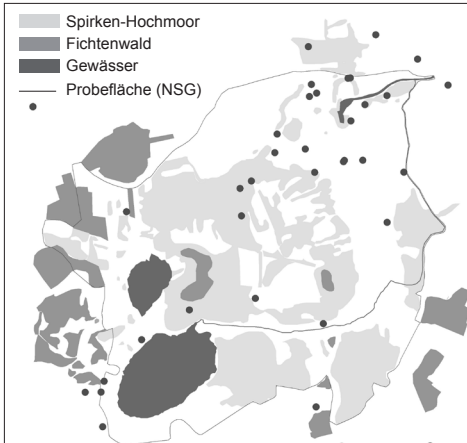 Spirken-Hochmoor
Fichtenwald
Gewässer
Probefläche (NSG)